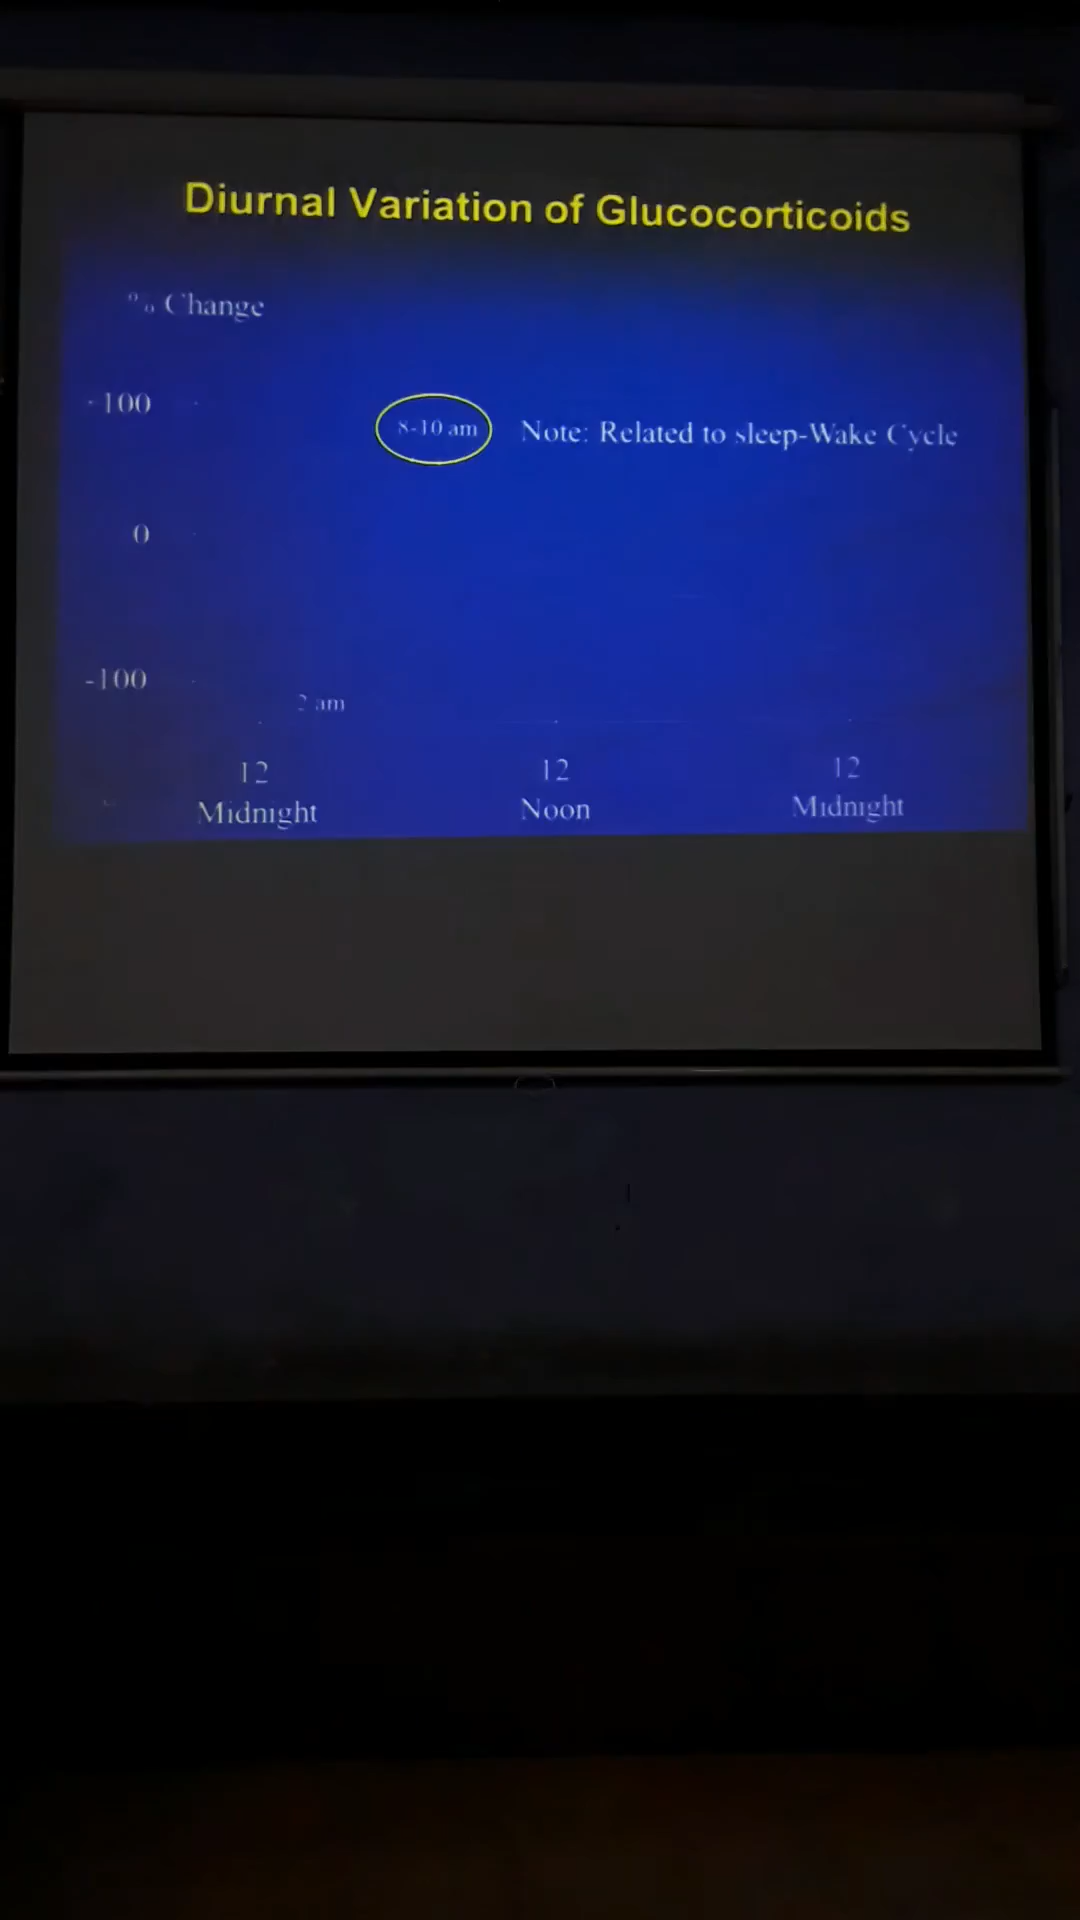 Diurnal Variation of Glucocorticoids
% Change
+100
8-10 am
Note: Related to sleep-Wake Cycle
0
-100
2 am
12
12
12
Midnight
Noon
Midnight